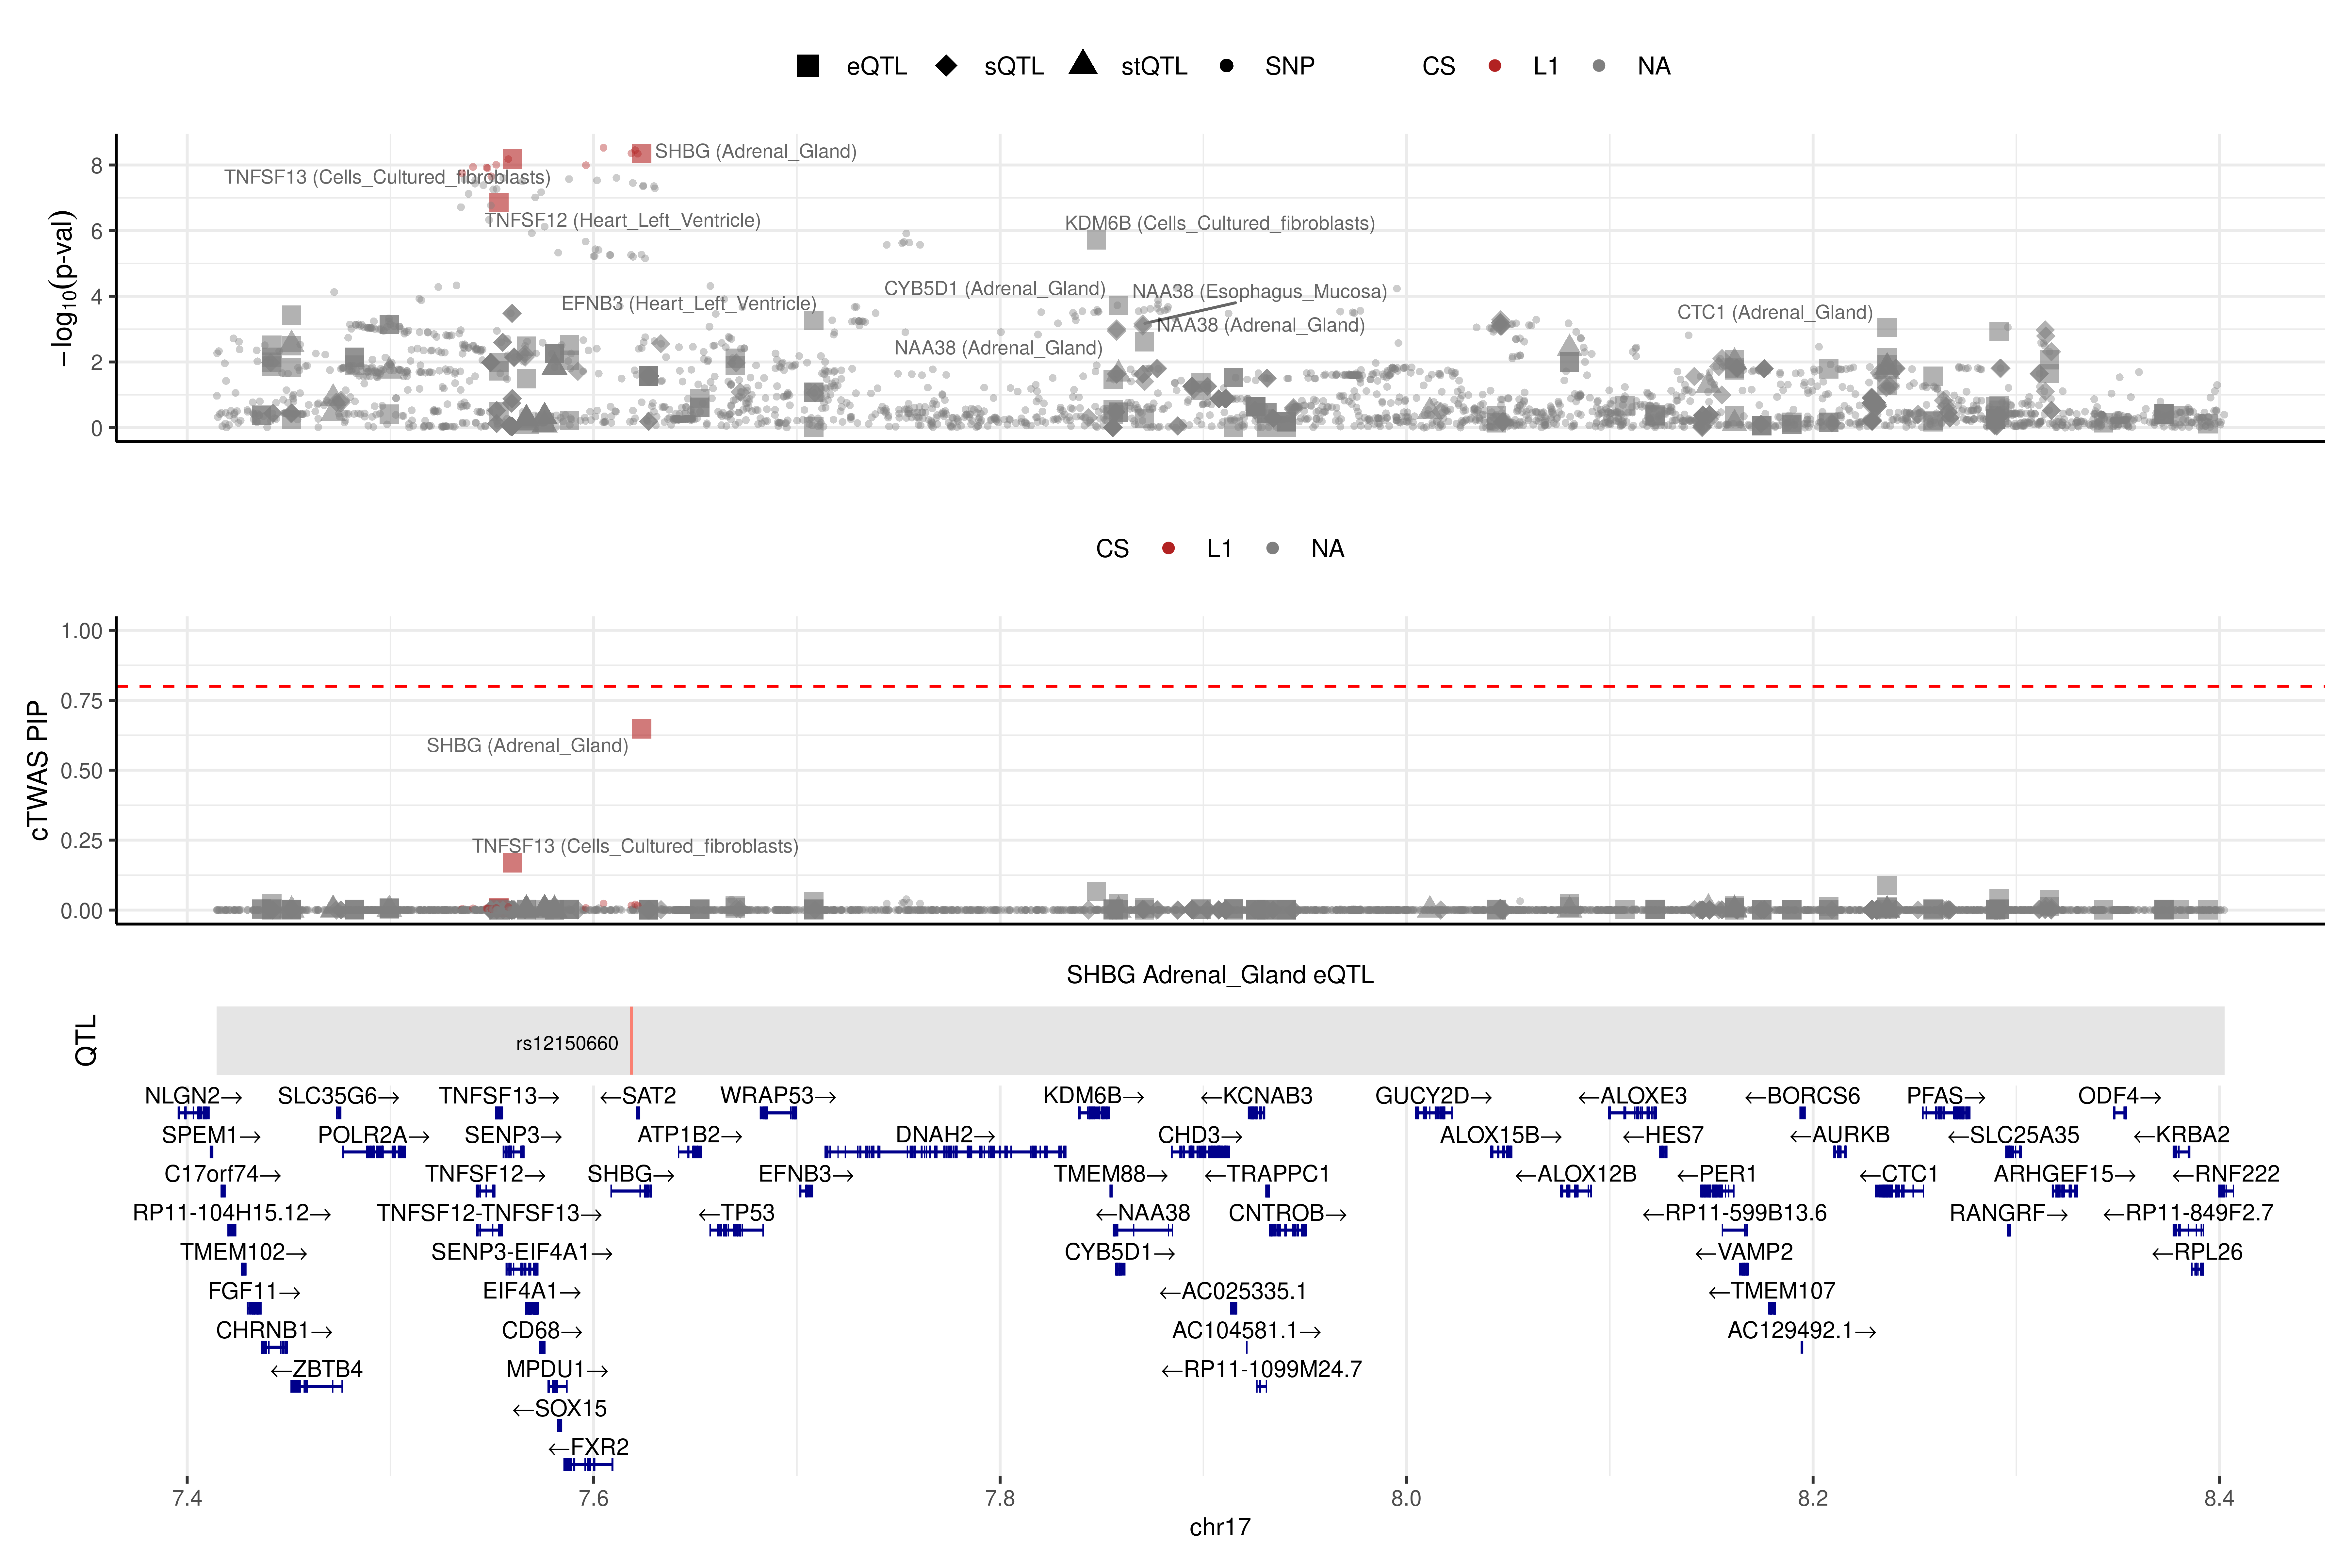 eQTL sQTL stQTL SNP CS L1 NA
−log10(p-val)
8
6
4
2
0
SHBG (Adrenal_Gland)
TNFSF13 (Cells_Cultured_fibroblasts)
TNFSF12 (Heart_Left_Ventricle)
KDM6B (Cells_Cultured_fibroblasts)
CYB5D1 (Adrenal_Gland)
NAA38 (Esophagus_Mucosa)
EFNB3 (Heart_Left_Ventricle)
CTC1 (Adrenal_Gland)
NAA38 (Adrenal_Gland)
NAA38 (Adrenal_Gland)
CS L1 NA
cTWAS PIP
1.00
0.75
0.50
0.25
0.00
SHBG (Adrenal_Gland)
TNFSF13 (Cells_Cultured_fibroblasts)
SHBG Adrenal_Gland eQTL
QTL
rs12150660
NLGN2→ SLC35G6→ TNFSF13→ ←SAT2 WRAP53→ KDM6B→ ←KCNAB3 GUCY2D→ ←ALOXE3 ←BORCS6 PFAS→ ODF4→
SPEM1→ POLR2A→ SENP3→ ATP1B2→ DNAH2→ CHD3→ ALOX15B→ ←HES7 ←AURKB ←SLC25A35 ←KRBA2
C17orf74→ TNFSF12→ SHBG→ EFNB3→ TMEM88→ ←TRAPPC1 ←ALOX12B ←PER1 ←CTC1 ARHGEF15→ ←RNF222
RP11-104H15.12→ TNFSF12-TNFSF13→ ←TP53 ←NAA38 CNTROB→ ←RP11-599B13.6 RANGRF→ ←RP11-849F2.7
TMEM102→ SENP3-EIF4A1→ CYB5D1→ ←VAMP2 ←RPL26
FGF11→ EIF4A1→ ←AC025335.1 ←TMEM107
CHRNB1→ CD68→ AC104581.1→ AC129492.1→
←ZBTB4 MPDU1→ ←RP11-1099M24.7
←SOX15
←FXR2
7.4 7.6 7.8 8.0 8.2 8.4
chr17